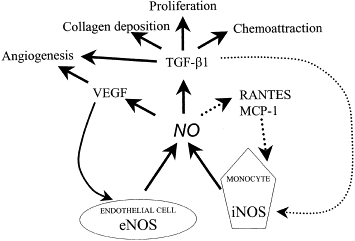 Proliferation
Collagen deposition
Chemoattraction
Angiogenesis
TGF-β1
VEGF
RANTES
MCP-1
NO
MONOCYTE
iNOS
ENDOTHELIAL CELL
eNOS